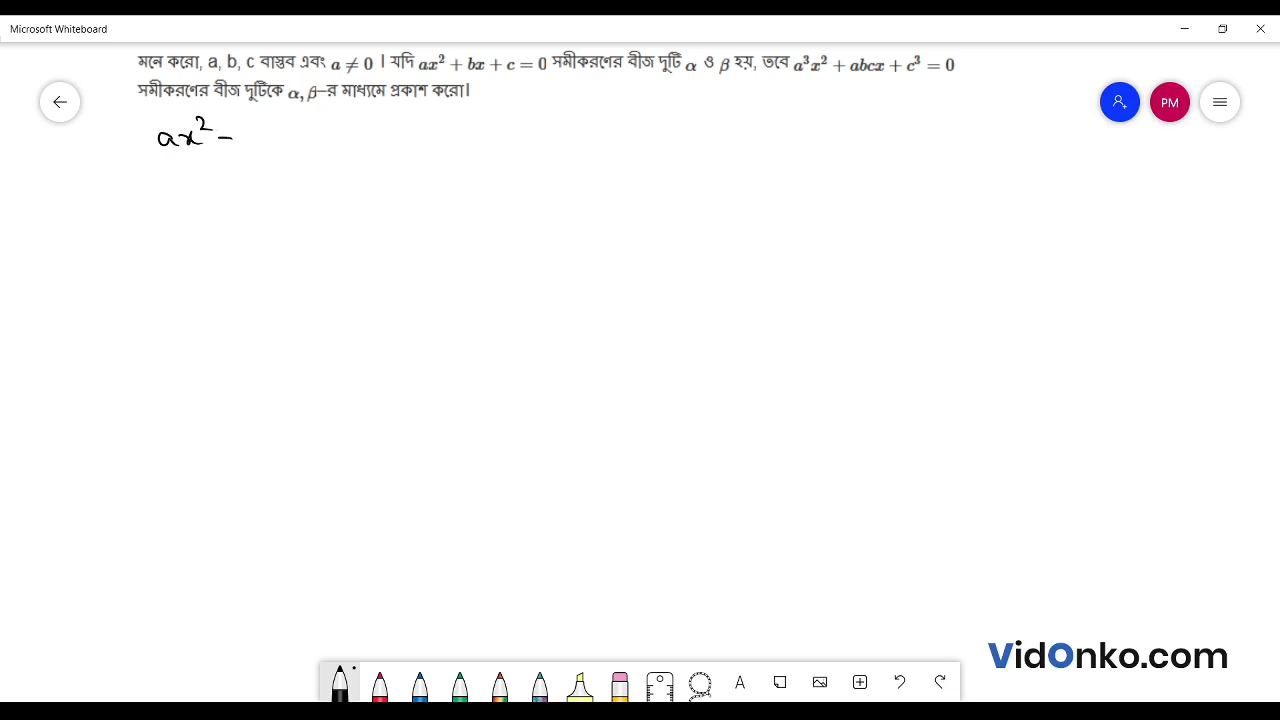 Microsoft Whiteboard
মনে করো, a, b, c বাস্তব এবং a ≠ 0 । যদি ax² + bx + c = 0 সমীকরণের বীজ দুটি α ও β হয়, তবে a³x² + abcx + c³ = 0
সমীকরণের বীজ দুটিকে α, β–র মাধ্যমে প্রকাশ করো।
PM
ax² –
VidOnko.com
A